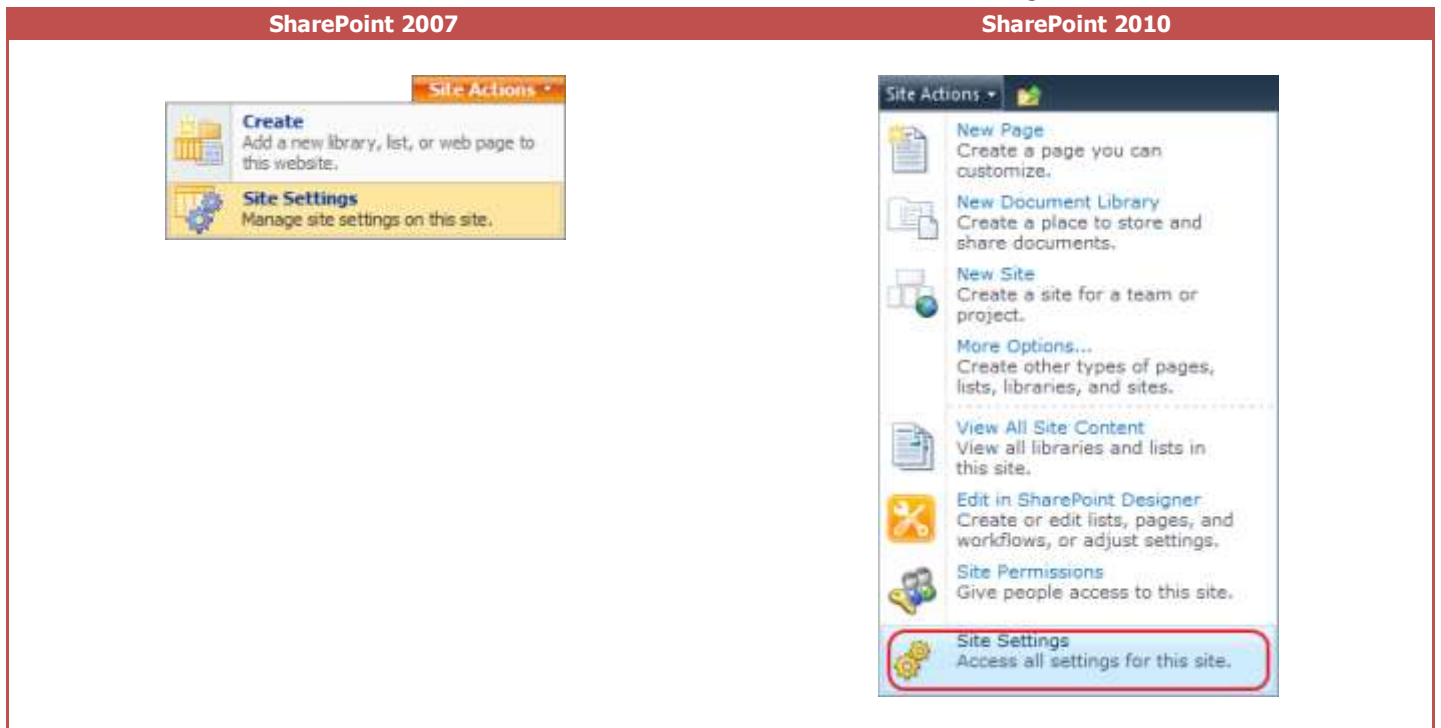 SharePoint 2007
Site Actions
Create
Add a new library, list, or web page to
this website.
Site Settings
Manage site settings on this site.
SharePoint 2010
Site Actions
New Page
Create a page you can
customize.
New Document Library
Create a place to store and
share documents.
New Site
Create a site for a team or
project.
More Options...
Create other types of pages,
lists, libraries, and sites.
View All Site Content
View all libraries and lists in
this site.
Edit in SharePoint Designer
Create or edit lists, pages, and
workflows, or adjust settings.
Site Permissions
Give people access to this site.
Site Settings
Access all settings for this site.